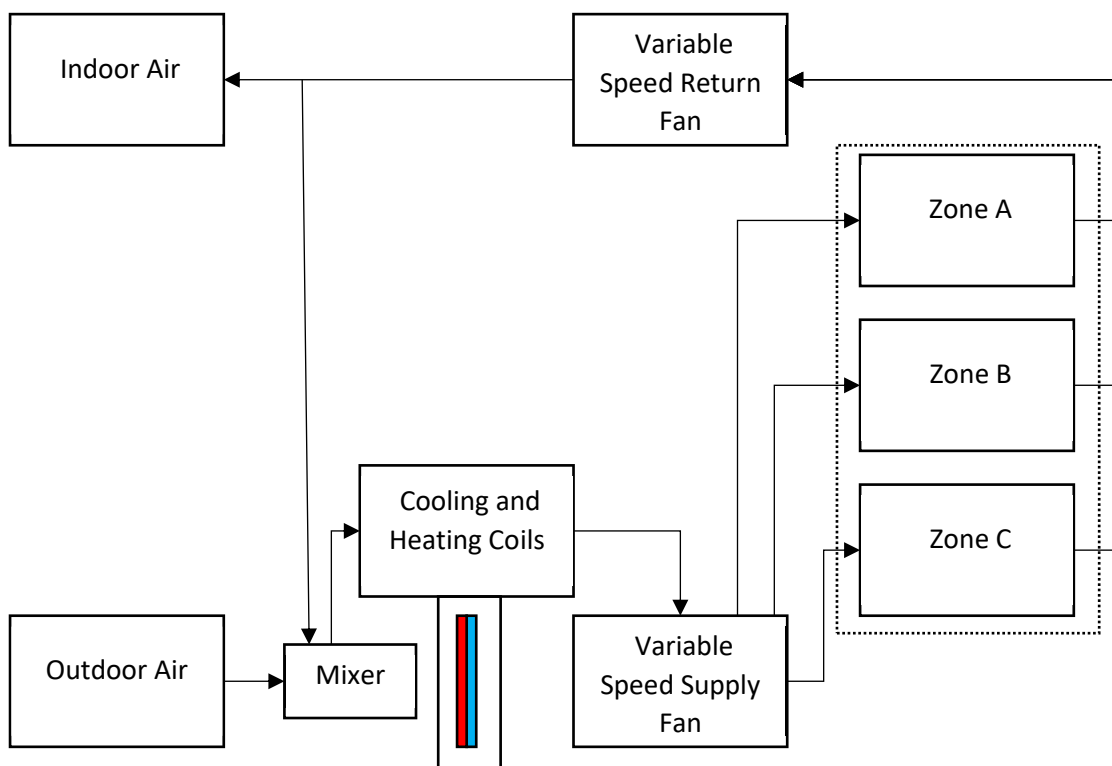 Indoor Air
Variable
Speed Return
Fan
Zone A
Zone B
Cooling and
Heating Coils
Zone C
Outdoor Air
Mixer
Variable
Speed Supply
Fan